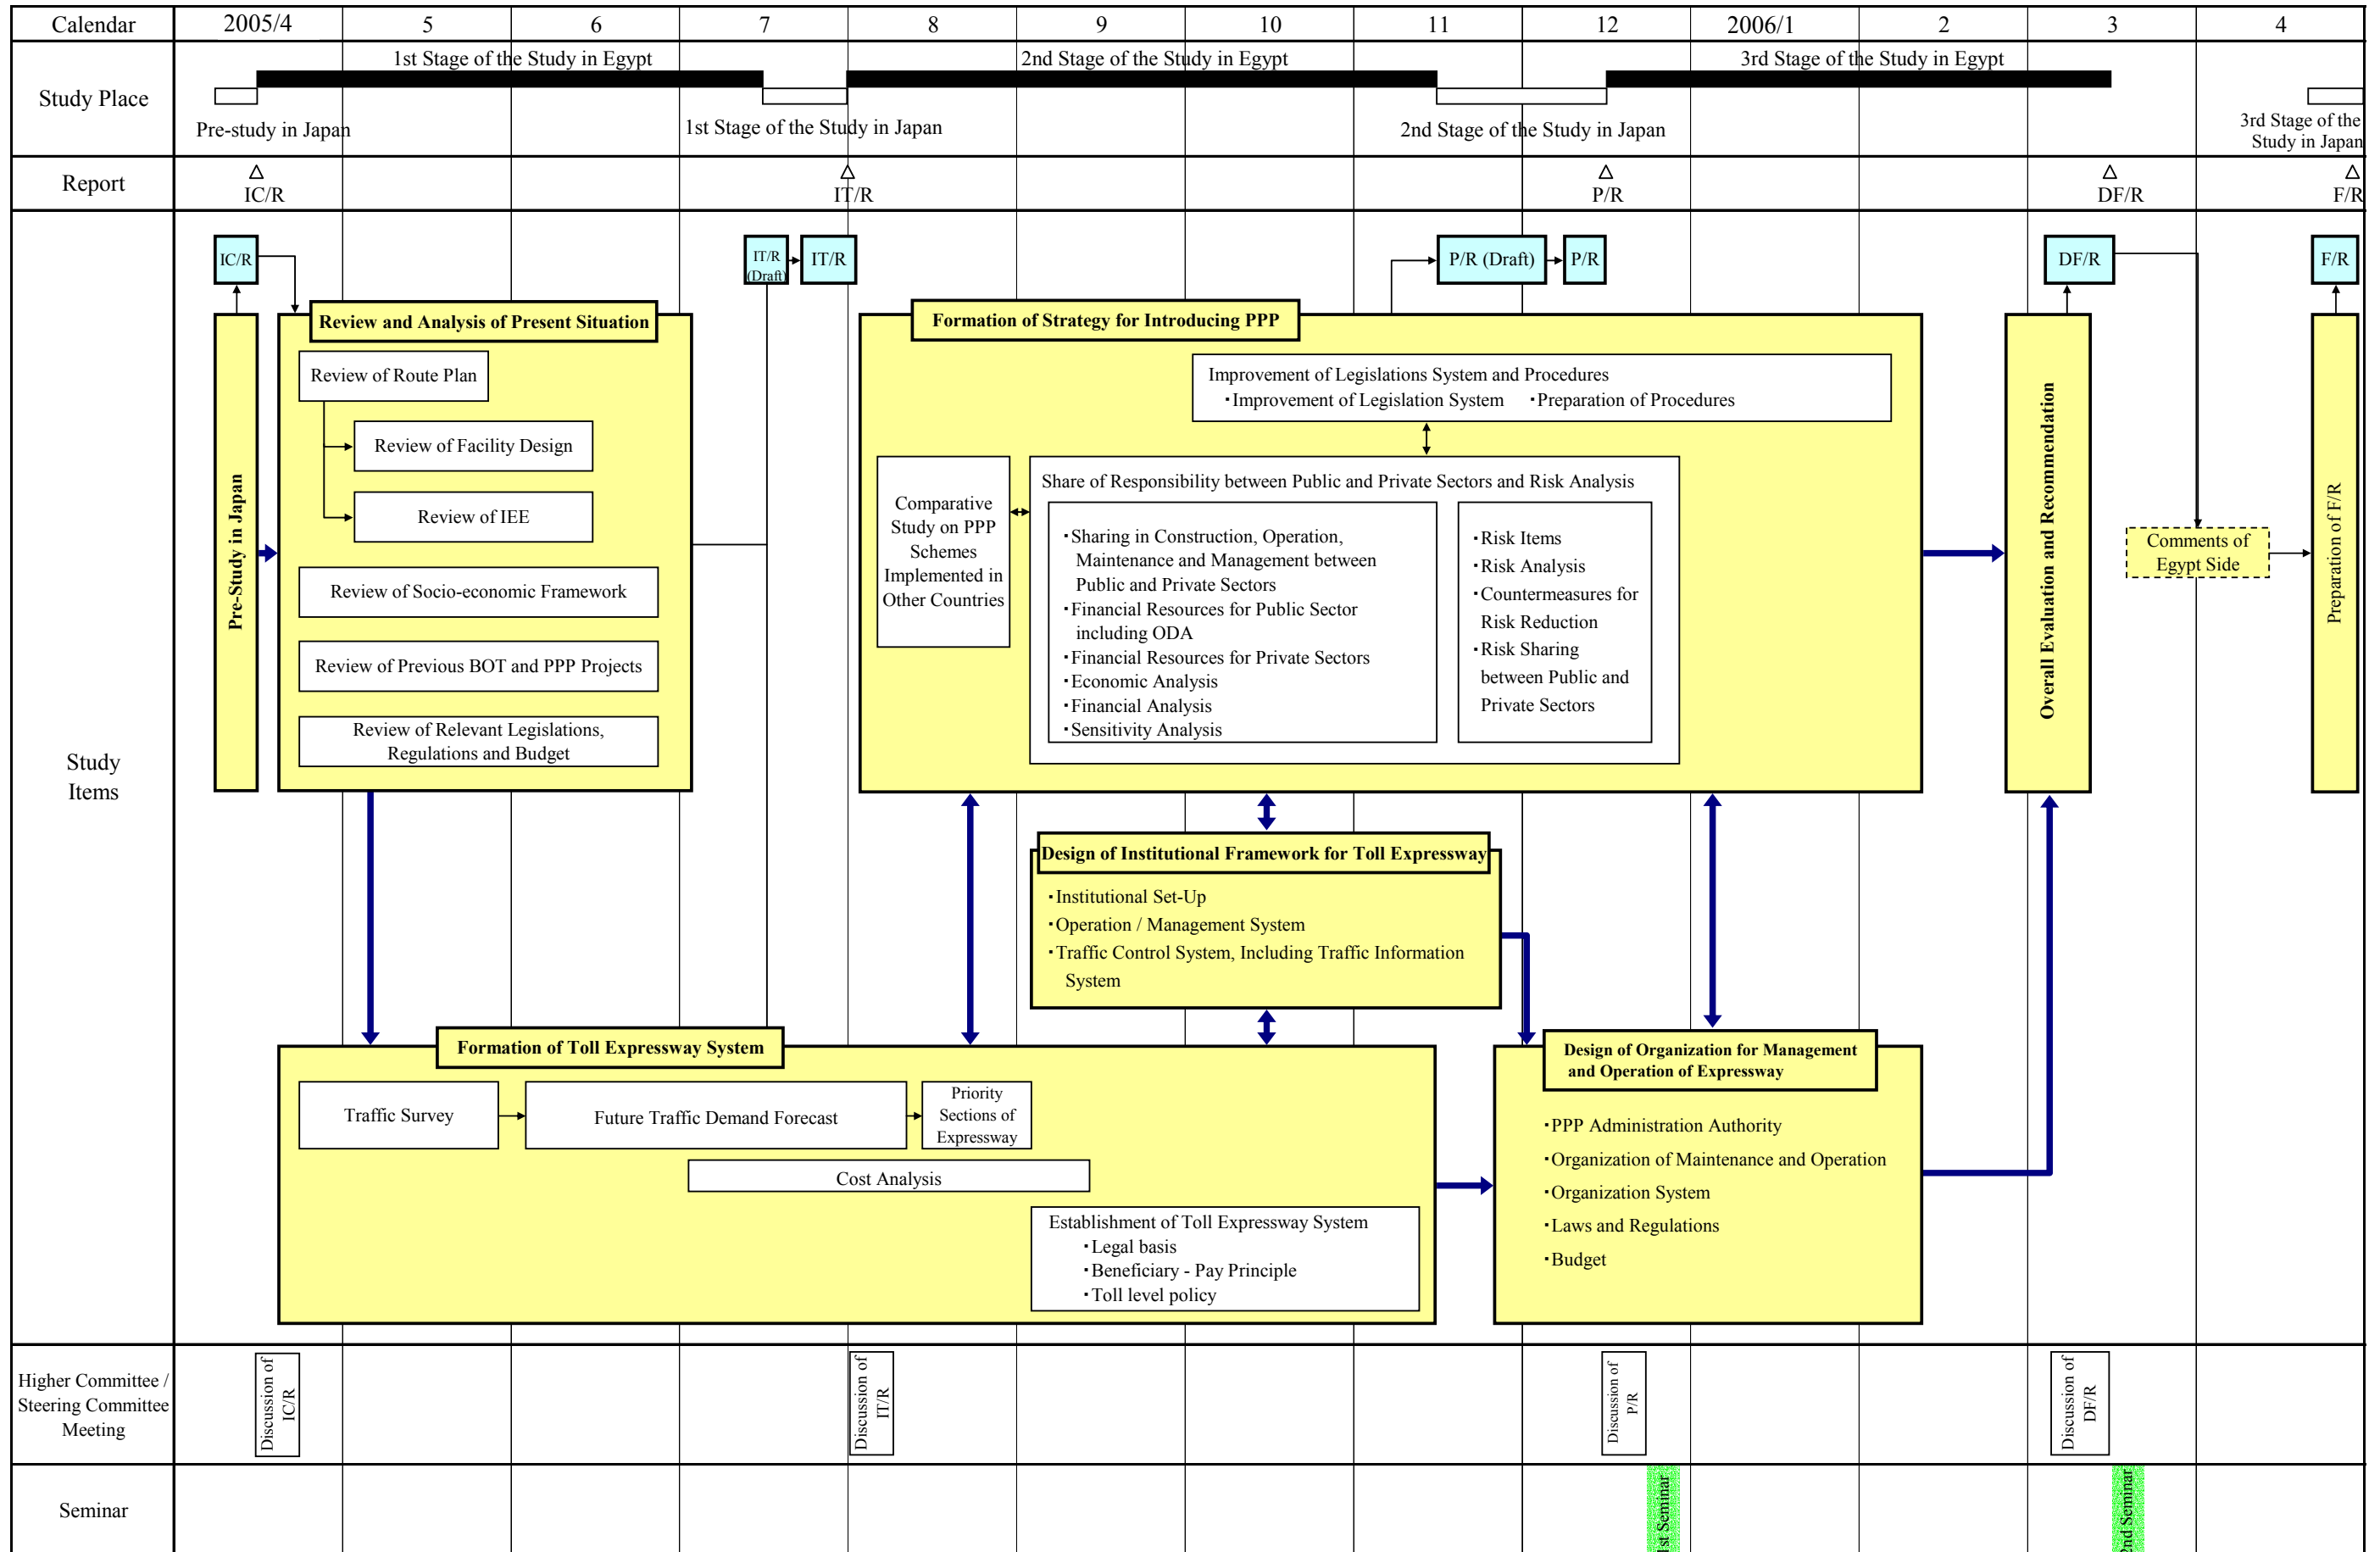 Calendar
2005/4
5
6
7
8
9
10
11
12
2006/1
2
3
4
Study Place
1st Stage of the Study in Egypt
2nd Stage of the Study in Egypt
3rd Stage of the Study in Egypt
Pre-study in Japan
1st Stage of the Study in Japan
2nd Stage of the Study in Japan
3rd Stage of the
Study in Japan
Report
IC/R
IT/R
P/R
DF/R
F/R
Study
Items
IC/R
IT/R
(Draft)
IT/R
P/R (Draft)
P/R
DF/R
F/R
Pre-Study in Japan
Review and Analysis of Present Situation
Review of Route Plan
Review of Facility Design
Review of IEE
Review of Socio-economic Framework
Review of Previous BOT and PPP Projects
Review of Relevant Legislations,
Regulations and Budget
Formation of Strategy for Introducing PPP
Improvement of Legislations System and Procedures
・Improvement of Legislation System ・Preparation of Procedures
Comparative
Study on PPP
Schemes
Implemented in
Other Countries
Share of Responsibility between Public and Private Sectors and Risk Analysis
・Sharing in Construction, Operation,
Maintenance and Management between
Public and Private Sectors
・Financial Resources for Public Sector
including ODA
・Financial Resources for Private Sectors
・Economic Analysis
・Financial Analysis
・Sensitivity Analysis
・Risk Items
・Risk Analysis
・Countermeasures for
Risk Reduction
・Risk Sharing
between Public and
Private Sectors
Overall Evaluation and Recommendation
Comments of
Egypt Side
Preparation of F/R
Design of Institutional Framework for Toll Expressway
・Institutional Set-Up
・Operation / Management System
・Traffic Control System, Including Traffic Information
System
Formation of Toll Expressway System
Traffic Survey
Future Traffic Demand Forecast
Priority
Sections of
Expressway
Cost Analysis
Establishment of Toll Expressway System
・Legal basis
・Beneficiary - Pay Principle
・Toll level policy
Design of Organization for Management
and Operation of Expressway
・PPP Administration Authority
・Organization of Maintenance and Operation
・Organization System
・Laws and Regulations
・Budget
Higher Committee /
Steering Committee
Meeting
Discussion of
IC/R
Discussion of
IT/R
Discussion of
P/R
Discussion of
DF/R
Seminar
1st Seminar
2nd Seminar